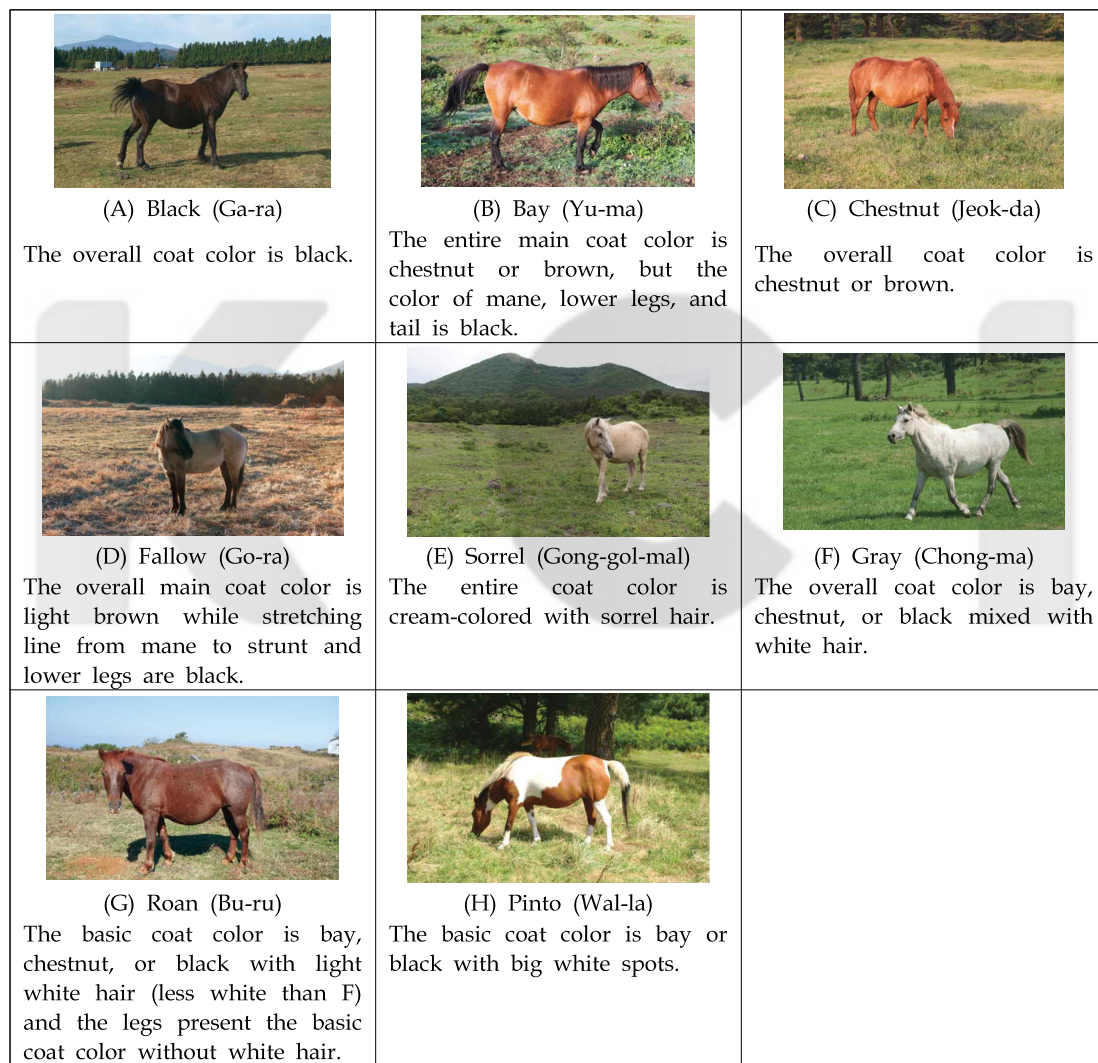 (A) Black (Ga-ra)
The overall coat color is black.
(B) Bay (Yu-ma)
The entire main coat color is
chestnut or brown, but the
color of mane, lower legs, and
tail is black.
(C) Chestnut (Jeok-da)
The overall coat color is
chestnut or brown.
(D) Fallow (Go-ra)
The overall main coat color is
light brown while stretching
line from mane to strunt and
lower legs are black.
(E) Sorrel (Gong-gol-mal)
The entire coat color is
cream-colored with sorrel hair.
(F) Gray (Chong-ma)
The overall coat color is bay,
chestnut, or black mixed with
white hair.
(G) Roan (Bu-ru)
The basic coat color is bay,
chestnut, or black with light
white hair (less white than F)
and the legs present the basic
coat color without white hair.
(H) Pinto (Wal-la)
The basic coat color is bay or
black with big white spots.
KCI